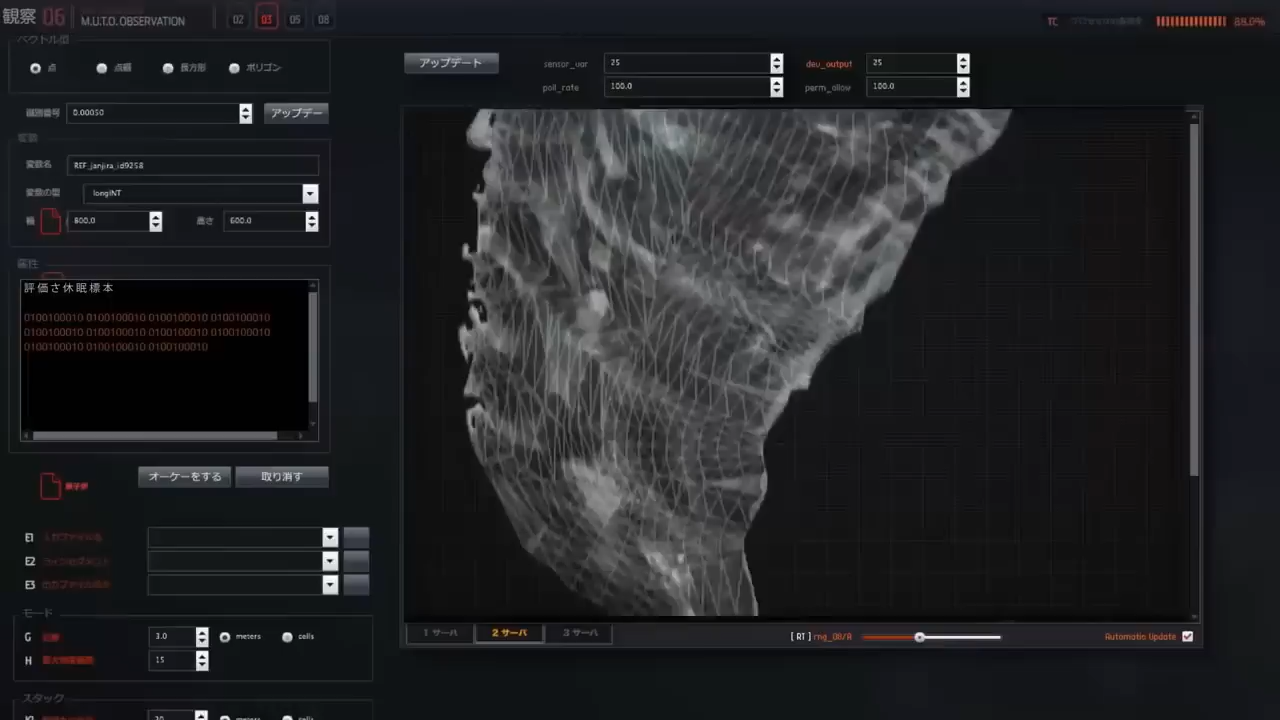 観察 06
M.U.T.O. OBSERVATION
02 03 05 08
TC
88.0%
点
点線
長方形
ポリゴン
識別番号 0.00050 アップデー
変数
変数名 REF_janjira_id9258
変数の型 longINT
幅 600.0 高さ 600.0
属性
評価さ休眠標本
0100100010 0100100010 0100100010 0100100010
0100100010 0100100010 0100100010 0100100010
0100100010 0100100010 0100100010
オーケーをする 取り消す
E1
E2
E3
モード
G 3.0 meters cells
H 15
スタック
20 meters cells
アップデート
sensor_var 25 dev_output 25
poll_rate 100.0 perm_allow 100.0
1 サーバ 2 サーバ 3 サーバ
[ RT ] rng_08/A
Automatic Update